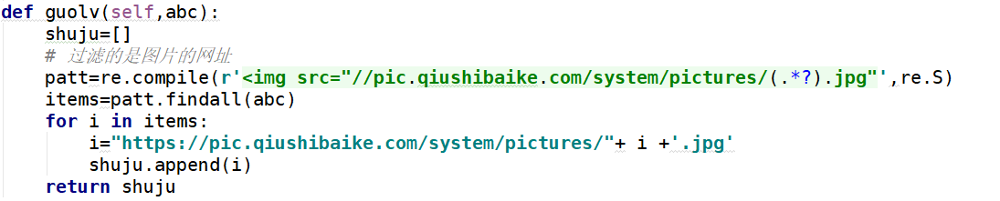 def guolv(self,abc):
    shuju=[]
    # 过滤的是图片的网址
    patt=re.compile(r'<img src="//pic.qiushibaike.com/system/pictures/(.*?).jpg"',re.S)
    items=patt.findall(abc)
    for i in items:
        i="https://pic.qiushibaike.com/system/pictures/"+ i +'.jpg'
        shuju.append(i)
    return shuju